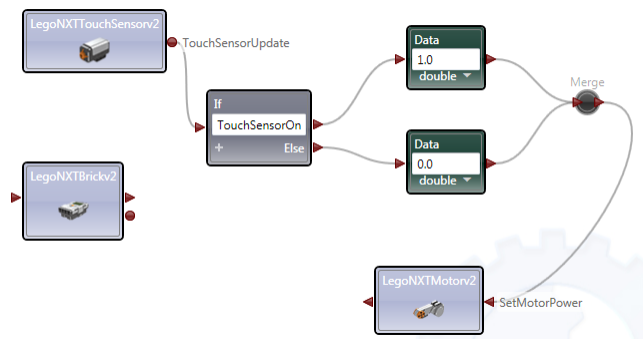 LegoNXTTouchSensorv2
TouchSensorUpdate
If
TouchSensorOn
Else
Data
1.0
double
Data
0.0
double
Merge
LegoNXTBrickv2
LegoNXTMotorv2
SetMotorPower